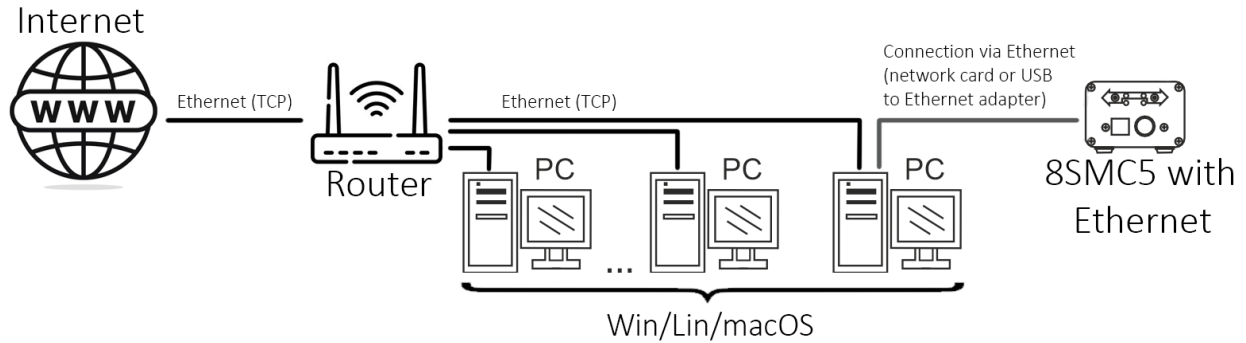 Internet
WWW
Ethernet (TCP)
Router
Ethernet (TCP)
PC
PC
PC
...
Win/Lin/macOS
Connection via Ethernet
(network card or USB
to Ethernet adapter)
8SMC5 with
Ethernet